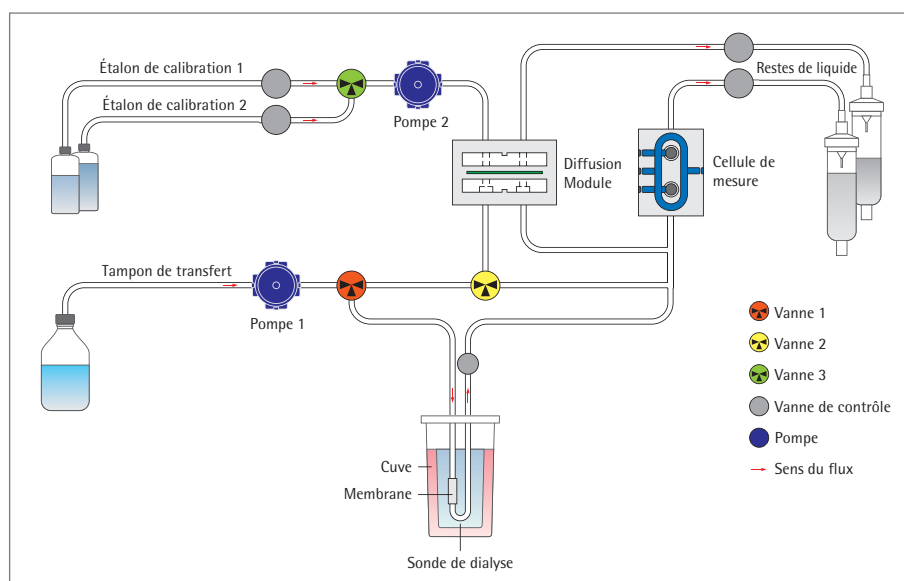 Étalon de calibration 1
Étalon de calibration 2
Pompe 2
Restes de liquide
Diffusion
Module
Cellule de
mesure
Tampon de transfert
Pompe 1
Vanne 1
Vanne 2
Vanne 3
Vanne de contrôle
Pompe
Sens du flux
Cuve
Membrane
Sonde de dialyse